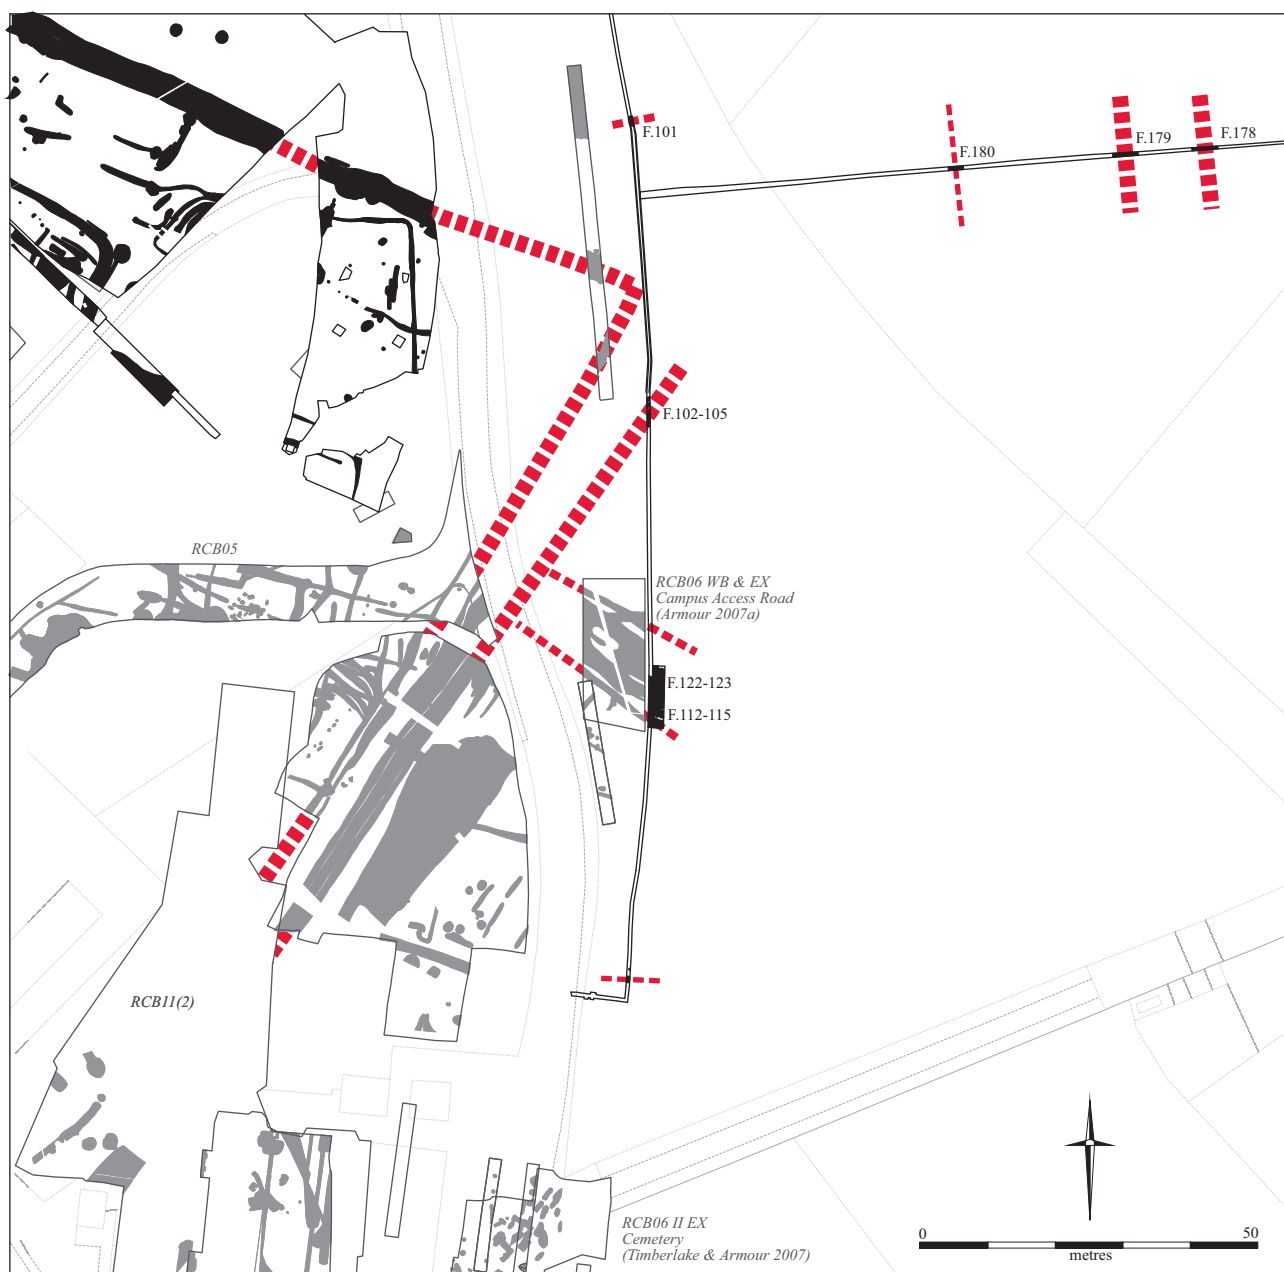 F.101
F.180
F.179
F.178
F.102-105
RCB05
RCB06 WB & EX
Campus Access Road
(Armour 2007a)
F.122-123
F.112-115
RCB11(2)
RCB06 II EX
Cemetery
(Timberlake & Armour 2007)
0
50
metres